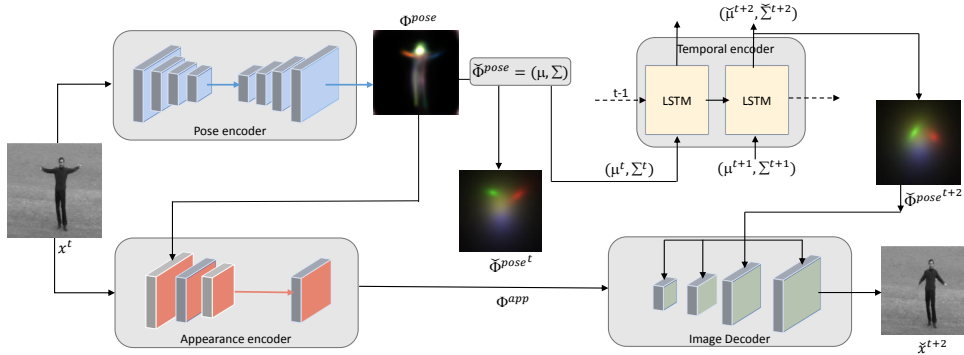 Φ^pose
(μ̆^t+2, Σ̆^t+2)
Temporal encoder
Φ̆^pose = (μ, Σ)
t-1
LSTM
LSTM
Pose encoder
(μ^t, Σ^t)
(μ^t+1, Σ^t+1)
Φ̆^pose^t+2
x^t
Φ̆^pose^t
Φ^app
Appearance encoder
Image Decoder
x̆^t+2